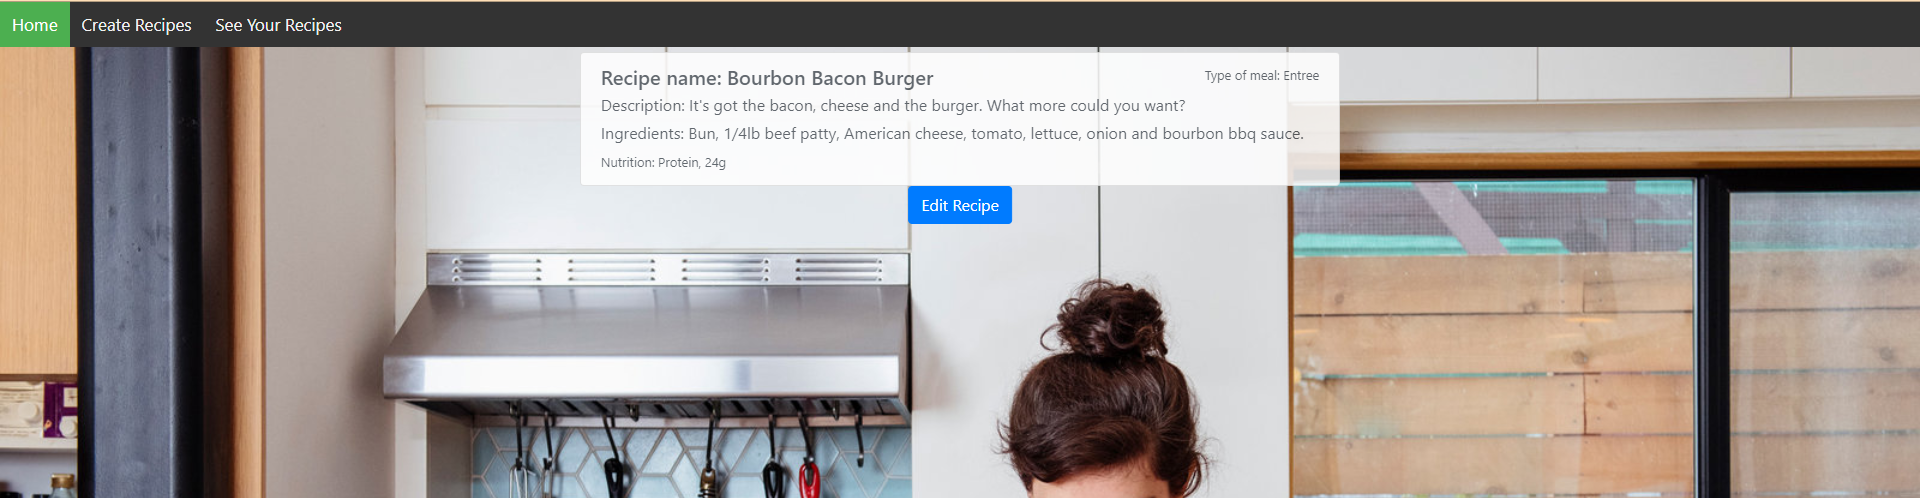 Home Create Recipes See Your Recipes
Recipe name: Bourbon Bacon Burger
Type of meal: Entree
Description: It's got the bacon, cheese and the burger. What more could you want?
Ingredients: Bun, 1/4lb beef patty, American cheese, tomato, lettuce, onion and bourbon bbq sauce.
Nutrition: Protein, 24g
Edit Recipe